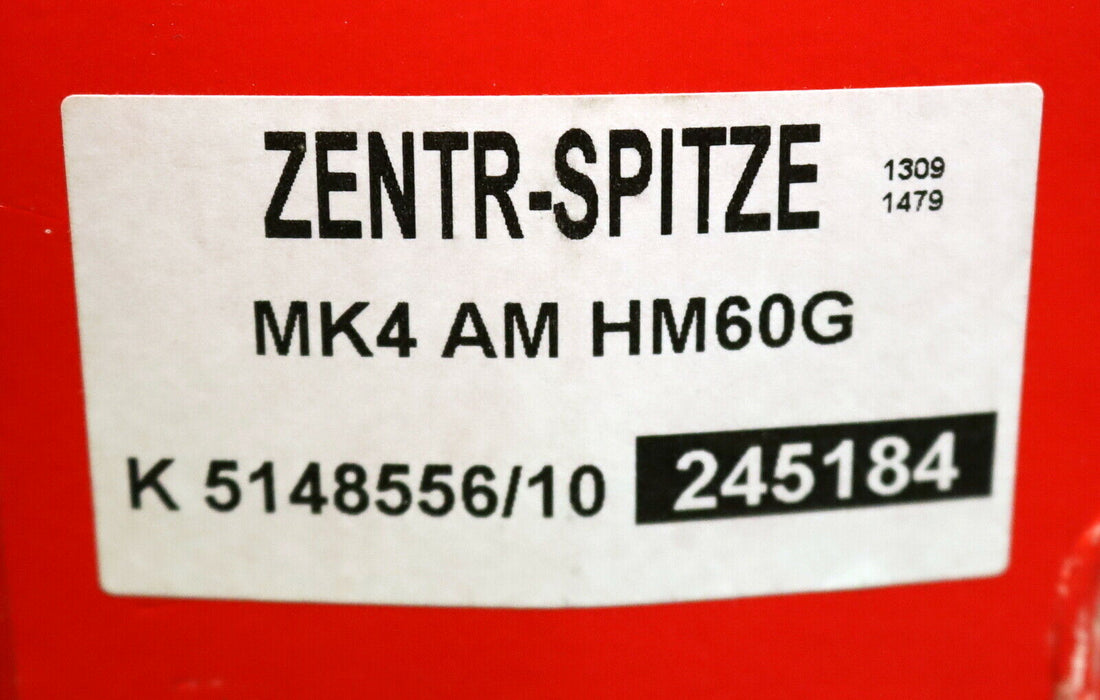 ZENTR-SPITZE
1309
1479
MK4 AM HM60G
K 5148556/10 245184